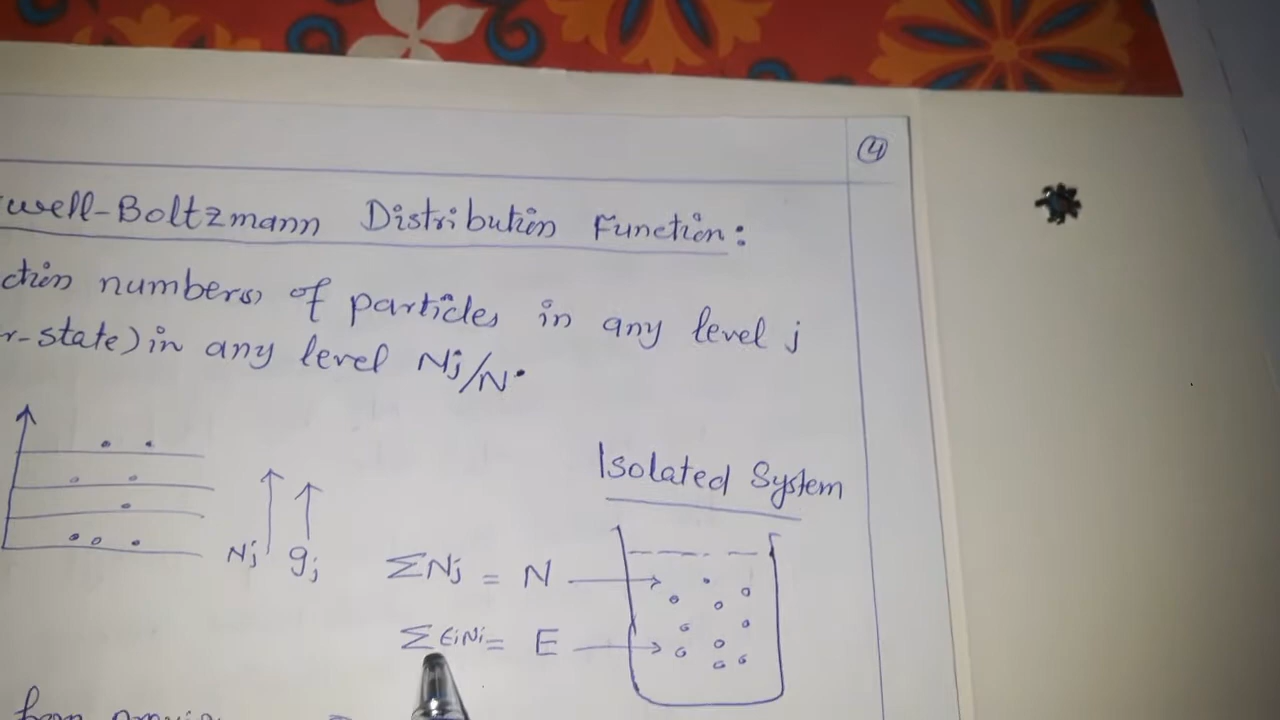 ④
well-Boltzmann Distribution Function:
ction numbers of particles in any level j
r-state) in any level Nj/N.
Isolated System
Nj gj
ΣNj = N
ΣϵiNi = E